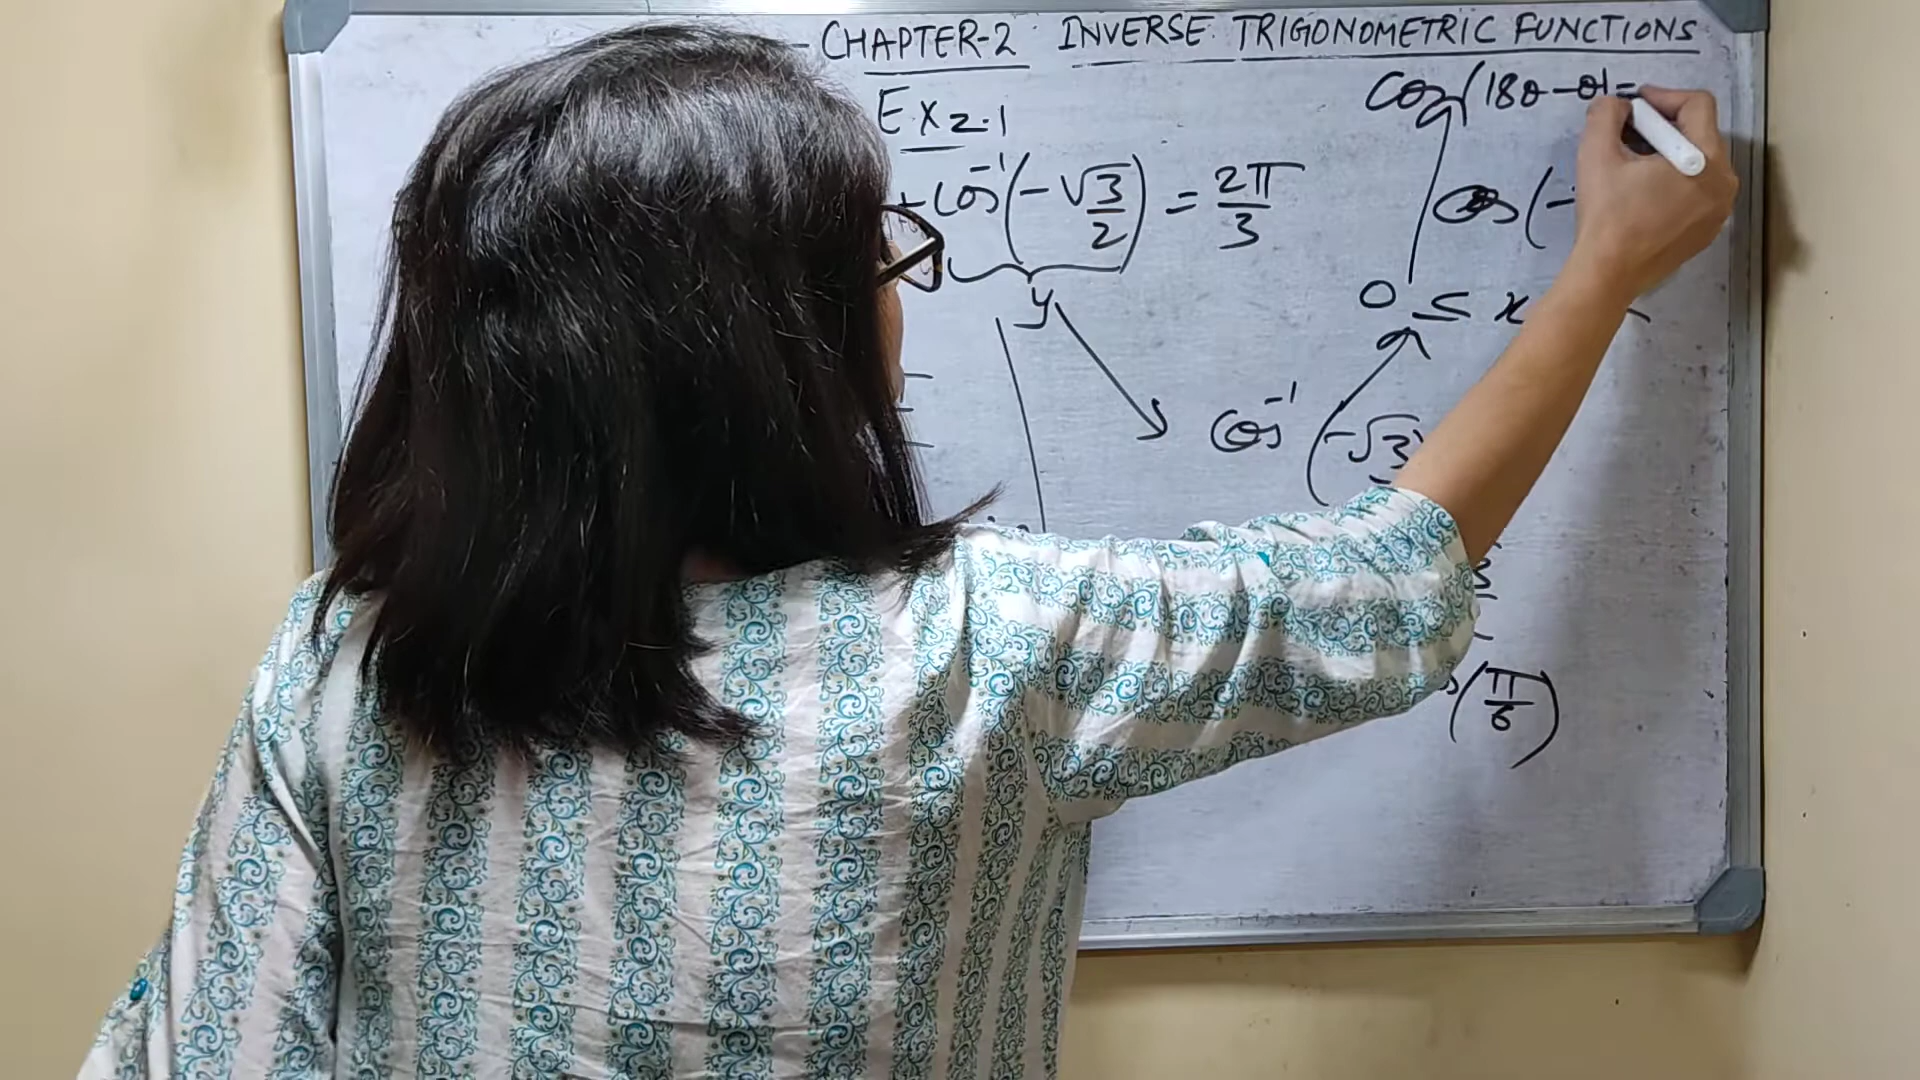 CHAPTER-2 INVERSE TRIGONOMETRIC FUNCTIONS
Ex 2.1
Cos(180-θ)=
+ Cos⁻¹(-√3/2) = 2π/3
Cos(-
y
0 ≤ x
Cos⁻¹(-√3
(π/6)